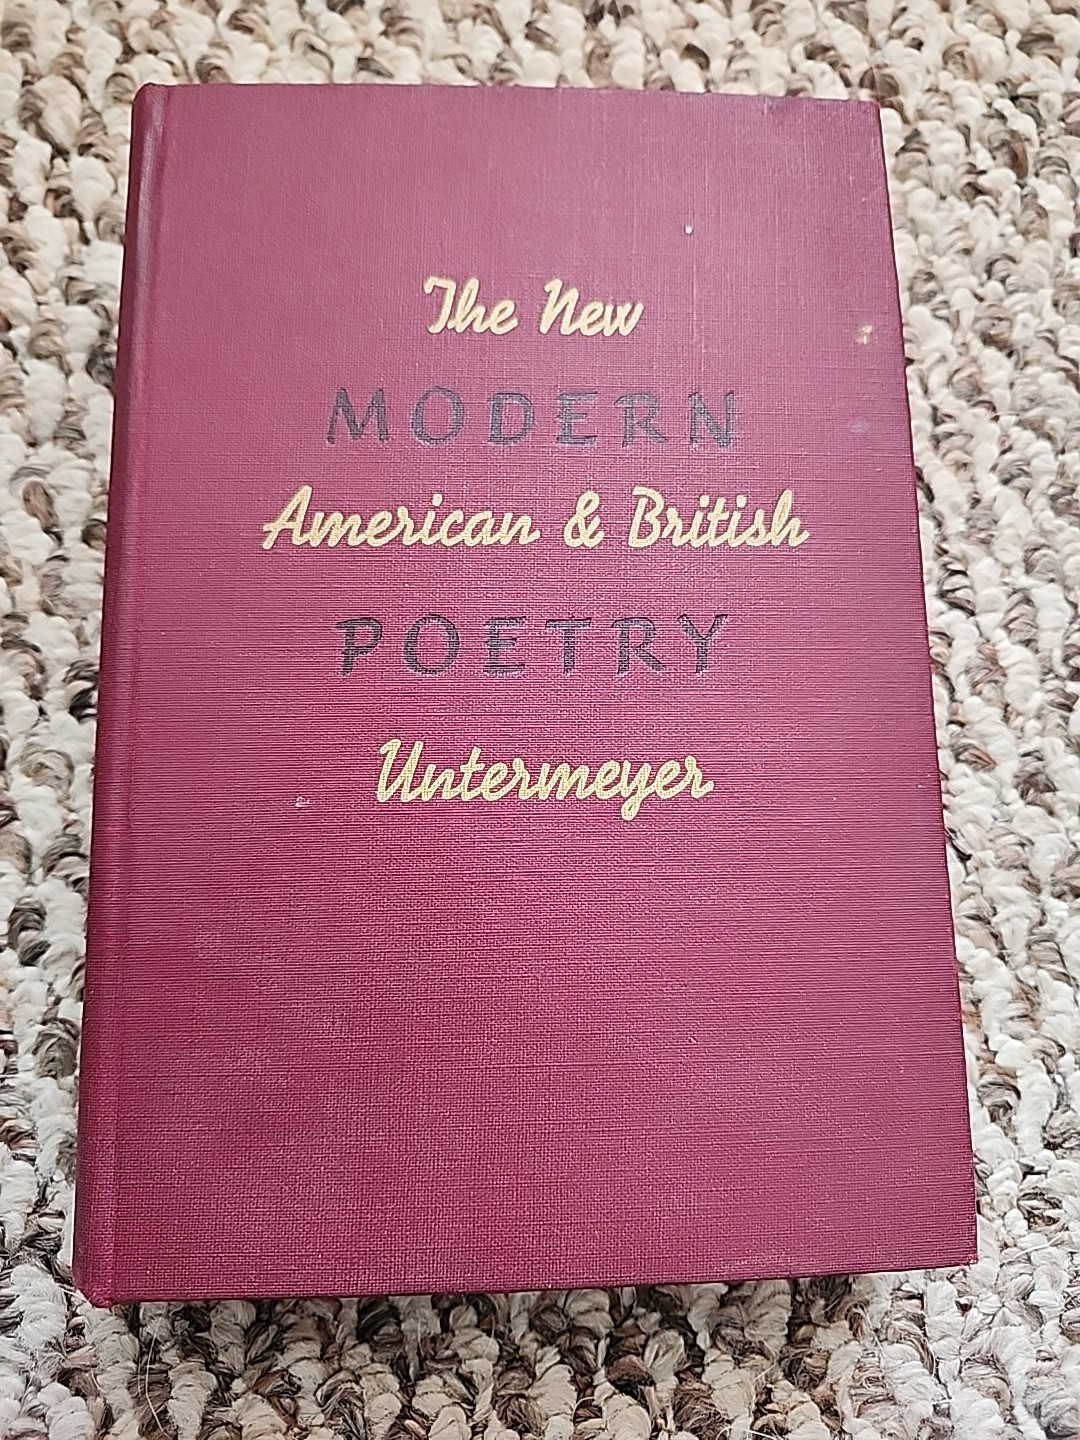 The New
MODERN
American & British
POETRY
Untermeyer